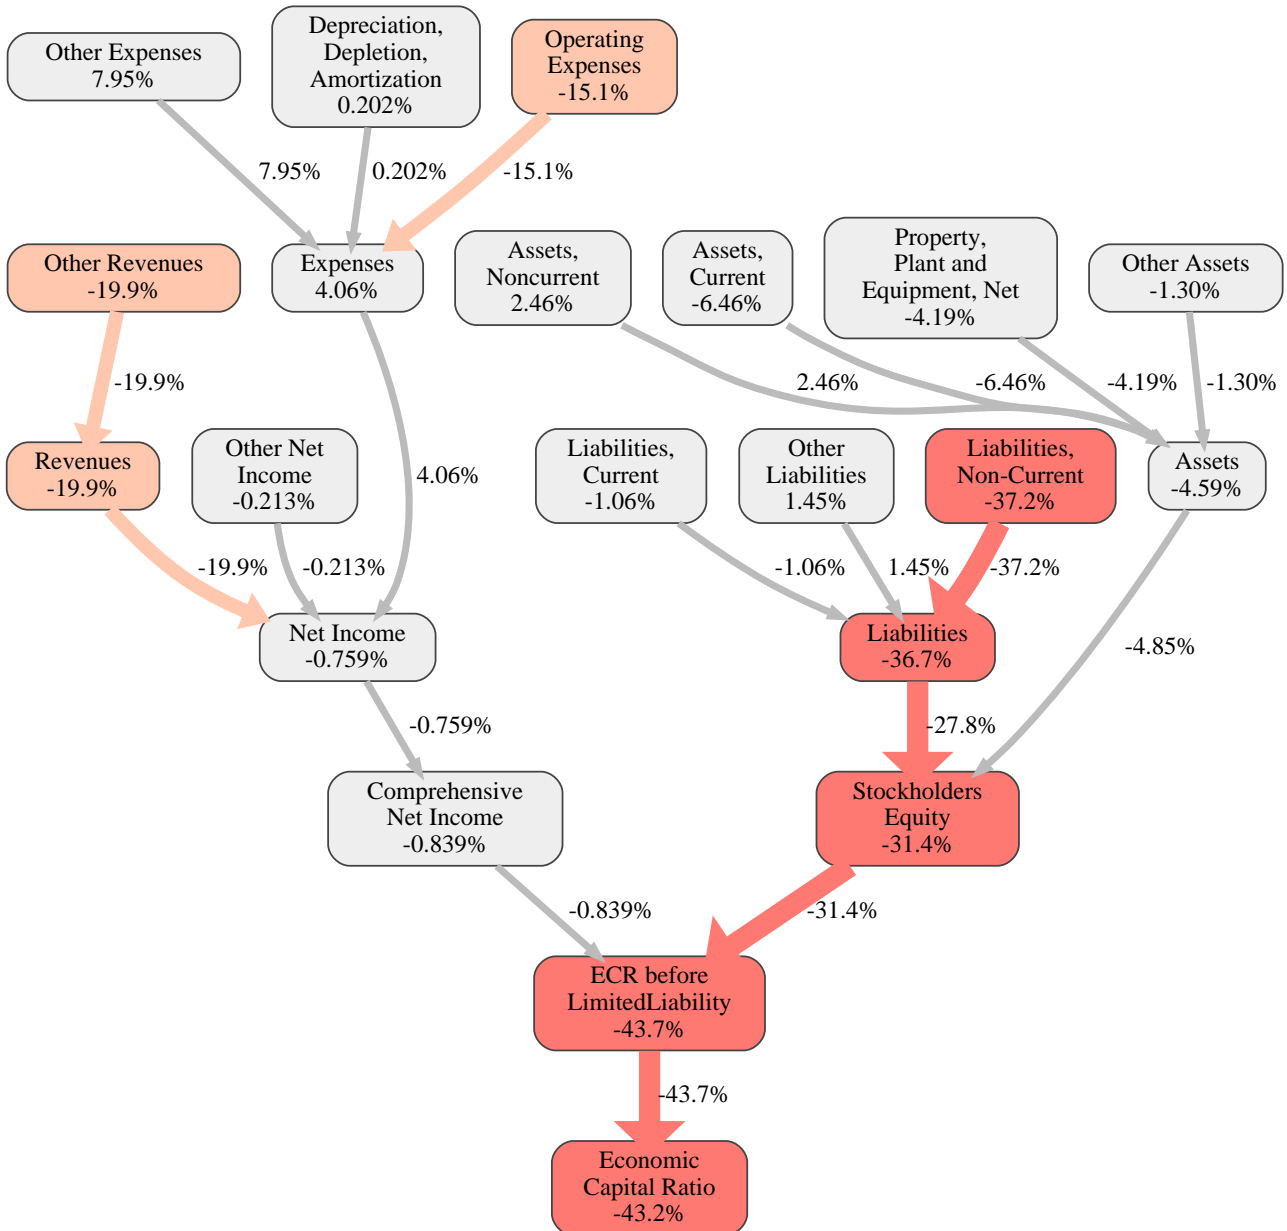 Other Expenses
7.95%
Depreciation,
Depletion,
Amortization
0.202%
Operating
Expenses
-15.1%
7.95%
0.202%
-15.1%
Other Revenues
-19.9%
Expenses
4.06%
Assets,
Noncurrent
2.46%
Assets,
Current
-6.46%
Property,
Plant and
Equipment, Net
-4.19%
Other Assets
-1.30%
-19.9%
2.46%
-6.46%
-4.19%
-1.30%
Revenues
-19.9%
Other Net
Income
-0.213%
4.06%
Liabilities,
Current
-1.06%
Other
Liabilities
1.45%
Liabilities,
Non-Current
-37.2%
Assets
-4.59%
-19.9%
-0.213%
-1.06%
1.45%
-37.2%
Net Income
-0.759%
Liabilities
-36.7%
-4.85%
-0.759%
-27.8%
Comprehensive
Net Income
-0.839%
Stockholders
Equity
-31.4%
-0.839%
-31.4%
ECR before
LimitedLiability
-43.7%
-43.7%
Economic
Capital Ratio
-43.2%